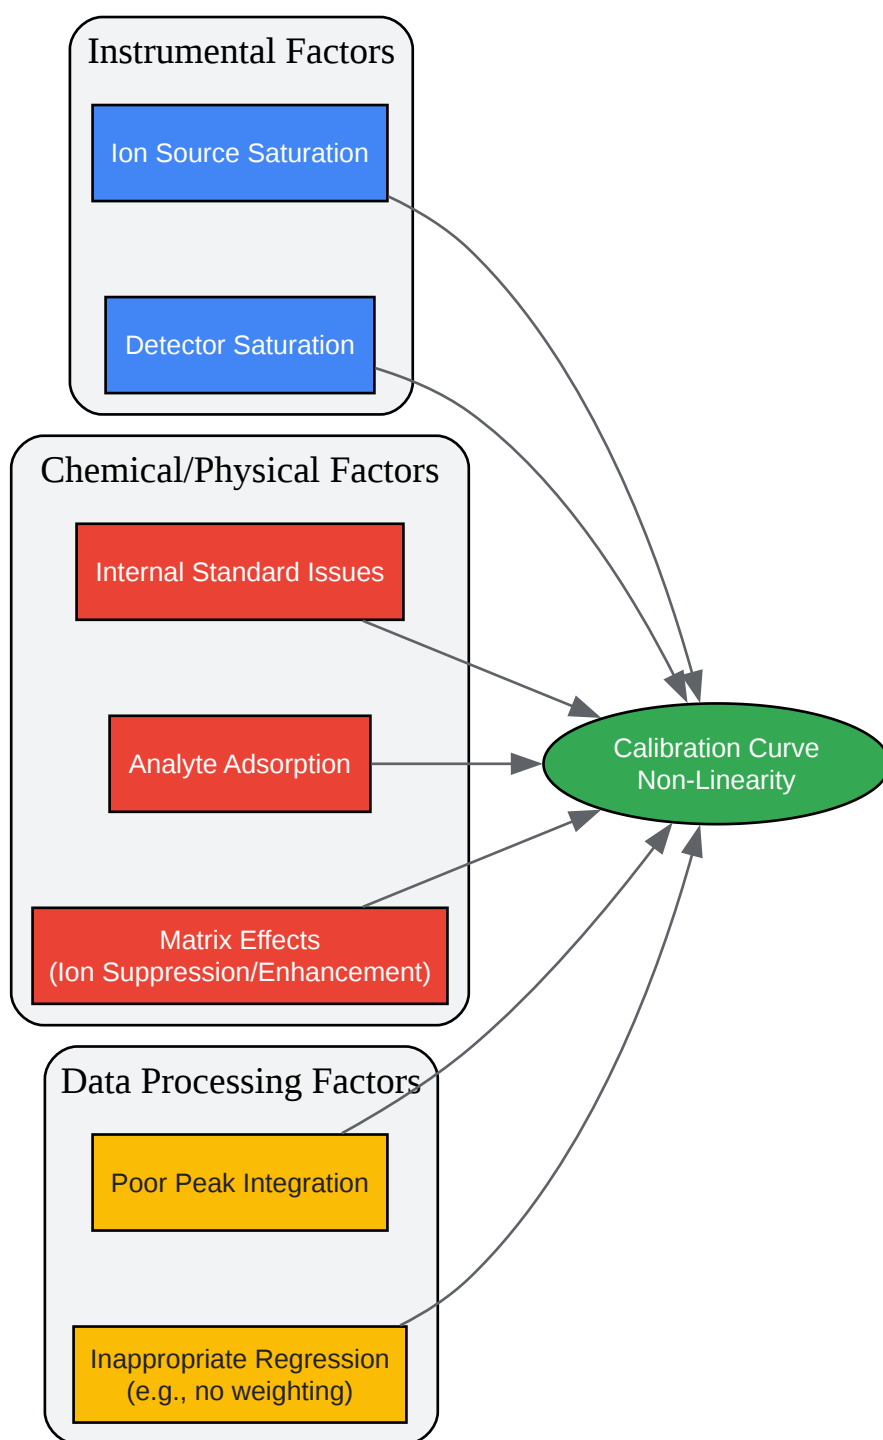 Instrumental Factors
Ion Source Saturation
Detector Saturation
Chemical/Physical Factors
Internal Standard Issues
Analyte Adsorption
Matrix Effects
(Ion Suppression/Enhancement)
Calibration Curve
Non-Linearity
Data Processing Factors
Poor Peak Integration
Inappropriate Regression
(e.g., no weighting)